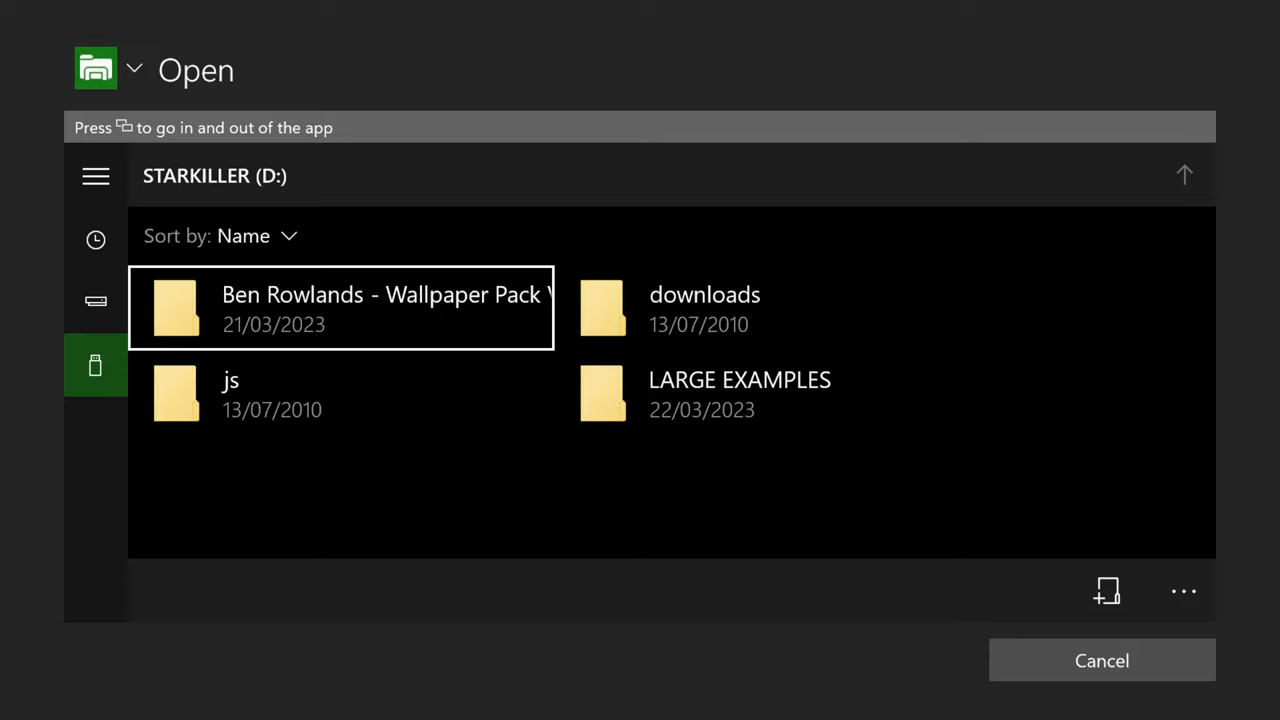 Open
Press to go in and out of the app
STARKILLER (D:)
Sort by: Name
Ben Rowlands - Wallpaper Pack
21/03/2023
downloads
13/07/2010
js
13/07/2010
LARGE EXAMPLES
22/03/2023
Cancel